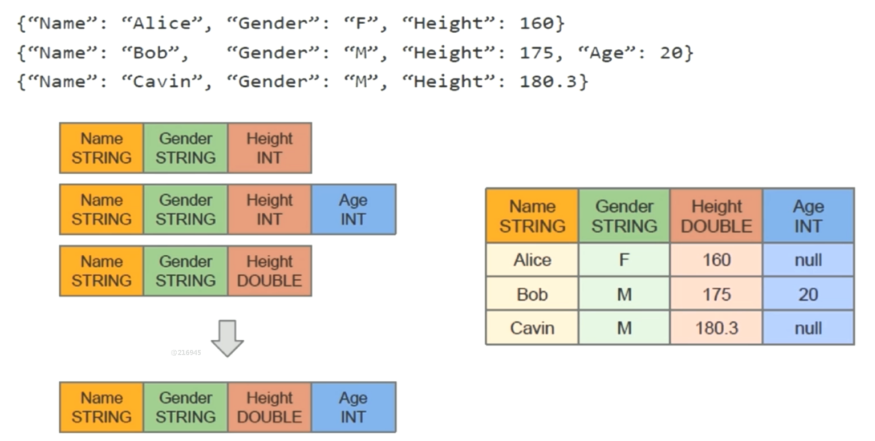 {“Name”: “Alice”, “Gender”: “F”, “Height”: 160}
{“Name”: “Bob”, “Gender”: “M”, “Height”: 175, “Age”: 20}
{“Name”: “Cavin”, “Gender”: “M”, “Height”: 180.3}
Name Gender Height
STRING STRING INT
Name Gender Height Age
STRING STRING INT INT
Name Gender Height
STRING STRING DOUBLE
Name Gender Height Age
STRING STRING DOUBLE INT
Name Gender Height Age
STRING STRING DOUBLE INT
Alice F 160 null
Bob M 175 20
Cavin M 180.3 null